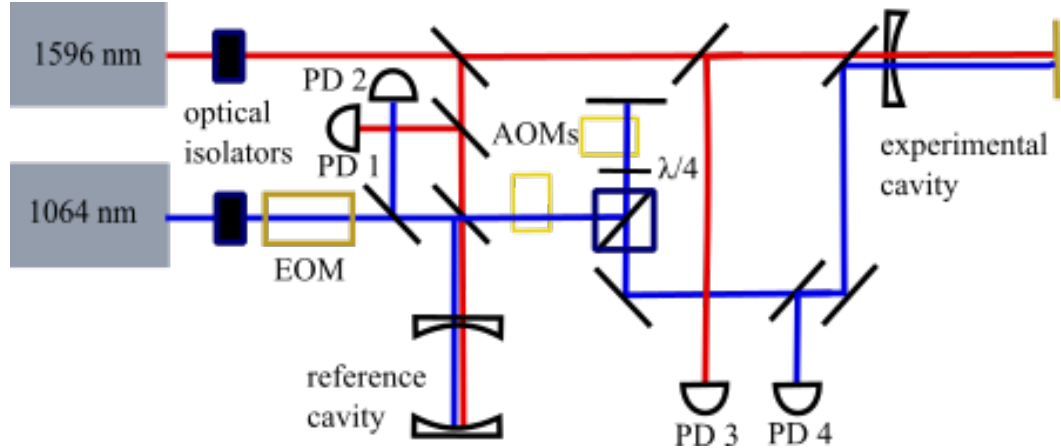 1596 nm
PD 2
optical
isolators
PD 1
AOMs
λ/4
experimental
cavity
1064 nm
EOM
reference
cavity
PD 3
PD 4